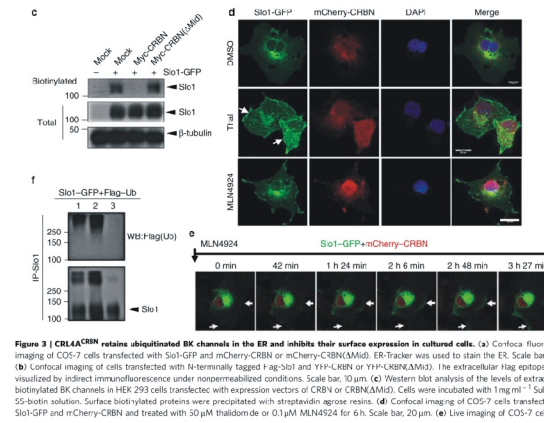 c
Mock
Mock
Myc-CRBN
Myc-CRBN(ΔMid)
– + + + Slo1-GFP
Biotinylated
100
Slo1
Total
100
Slo1
50
β-tubulin
d
Slo1-GFP mCherry-CRBN DAPI Merge
DMSO
Thal
MLN4924
f
Slo1–GFP+Flag–Ub
1 2 3
IP-Slo1
250
150
WB:Flag(Ub)
250
150
100
Slo1
e
MLN4924 Slo1–GFP+mCherry–CRBN
0 min 42 min 1 h 24 min 2 h 6 min 2 h 48 min 3 h 27 min
Figure 3 | CRL4A^CRBN retains ubiquitinated BK channels in the ER and inhibits their surface expression in cultured cells. (a) Confocal fluor
imaging of COS-7 cells transfected with Slo1-GFP and mCherry-CRBN or mCherry-CRBN(ΔMid). ER-Tracker was used to stain the ER. Scale bar
(b) Confocal imaging of cells transfected with N-terminally tagged Flag-Slo1 and YFP-CRBN or YFP-CRBN(ΔMid). The extracellular Flag epitops
visualized by indirect immunofluorescence under nonpermeabilized conditions. Scale bar, 10 μm. (c) Western blot analysis of the levels of extrac
biotinylated BK channels in HEK 293 cells transfected with expression vectors of CRBN or CRBN(ΔMid). Cells were incubated with 1 mg ml−1 Sul
SS-biotin solution. Surface biotinylated proteins were precipitated with streptavidin agrose resins. (d) Confocal imaging of COS-7 cells transfect
Slo1-GFP and mCherry-CRBN and treated with 50 μM thalidomide or 0.1 μM MLN4924 for 6 h. Scale bar, 20 μm. (e) Live imaging of COS-7 cel